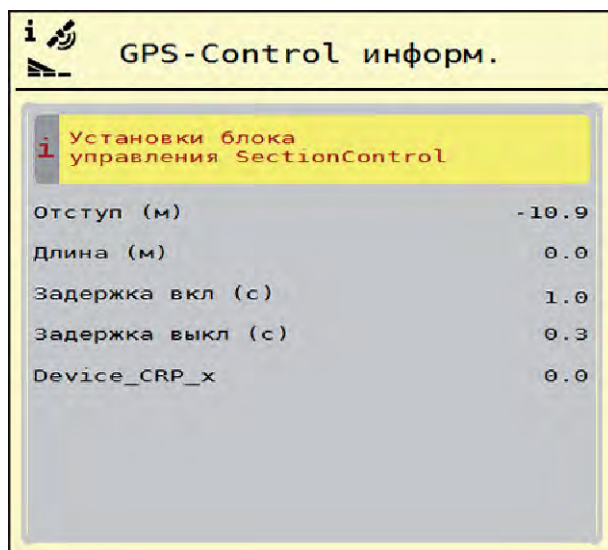 i
GPS-Control информ.
i
Установки блока
управления SectionControl
Отступ (м) -10.9
Длина (м) 0.0
Задержка вкл (с) 1.0
Задержка выкл (с) 0.3
Device_CRP_x 0.0